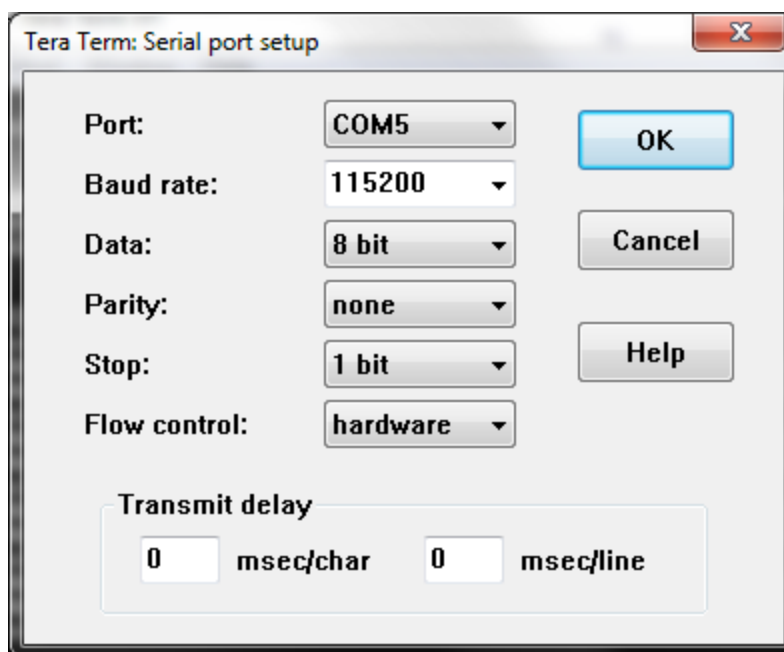 Tera Term: Serial port setup
Port: COM5 OK
Baud rate: 115200
Data: 8 bit Cancel
Parity: none
Stop: 1 bit Help
Flow control: hardware
Transmit delay
0 msec/char 0 msec/line